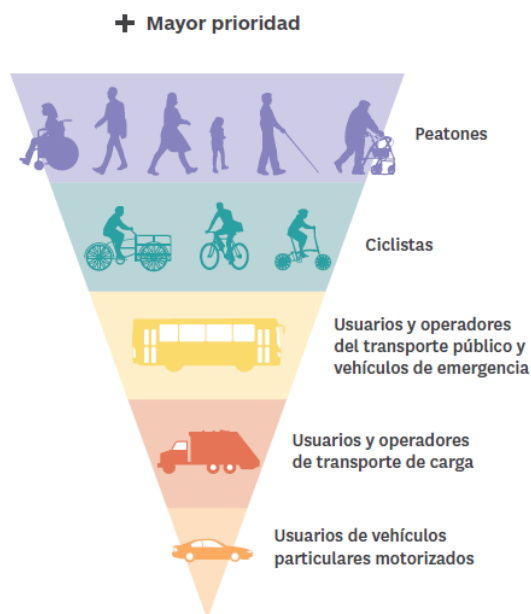 + Mayor prioridad
Peatones
Ciclistas
Usuarios y operadores
del transporte público y
vehículos de emergencia
Usuarios y operadores
de transporte de carga
Usuarios de vehículos
particulares motorizados